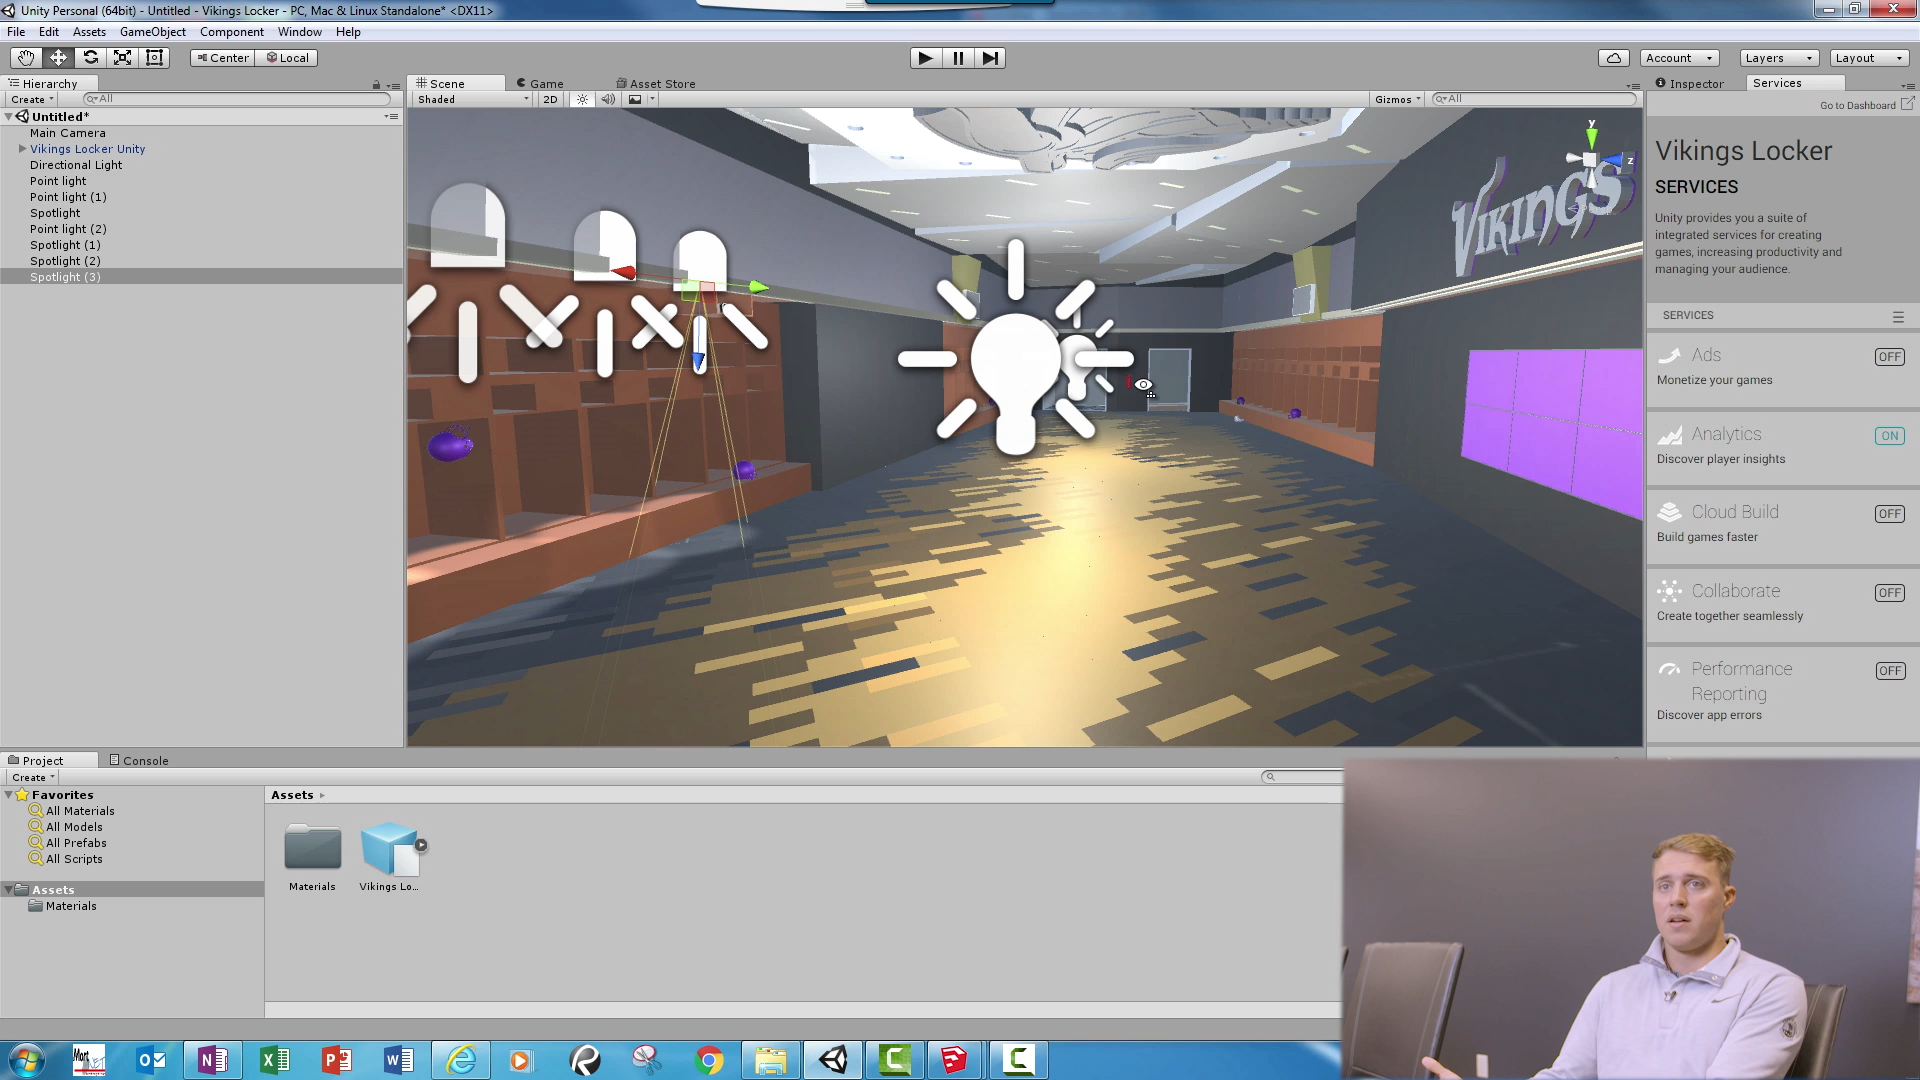 Unity Personal (64bit) - Untitled - Vikings Locker - PC, Mac & Linux Standalone* <DX11>
File Edit Assets GameObject Component Window Help
Center Local Account Layers Layout
Hierarchy
Create All
Untitled*
Main Camera
Vikings Locker Unity
Directional Light
Point light
Point light (1)
Spotlight
Point light (2)
Spotlight (1)
Spotlight (2)
Spotlight (3)
Scene Game Asset Store
Shaded 2D Gizmos All
VIKINGS
y
z
Inspector Services
Go to Dashboard
Vikings Locker
SERVICES
Unity provides you a suite of
integrated services for creating
games, increasing productivity and
managing your audience.
SERVICES
Ads OFF
Monetize your games
Analytics ON
Discover player insights
Cloud Build OFF
Build games faster
Collaborate OFF
Create together seamlessly
Performance OFF
Reporting
Discover app errors
Project Console
Create
Favorites
All Materials
All Models
All Prefabs
All Scripts
Assets
Materials
Assets
Materials
Vikings Lo...